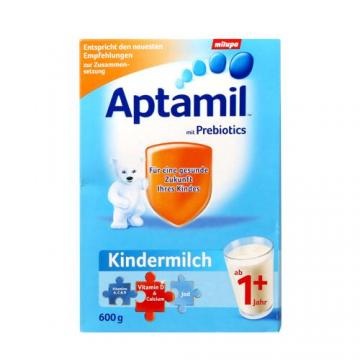 Entspricht den neuesten
Empfehlungen
zur Zusammen-
setzung
milupa
Aptamil
mit Prebiotics
Für eine gesunde
Zukunft
Ihres Kindes
Kindermilch
Vitamine
A, C & D
Vitamin D
&
Calcium
Jod
ab
1+
Jahr
600 g